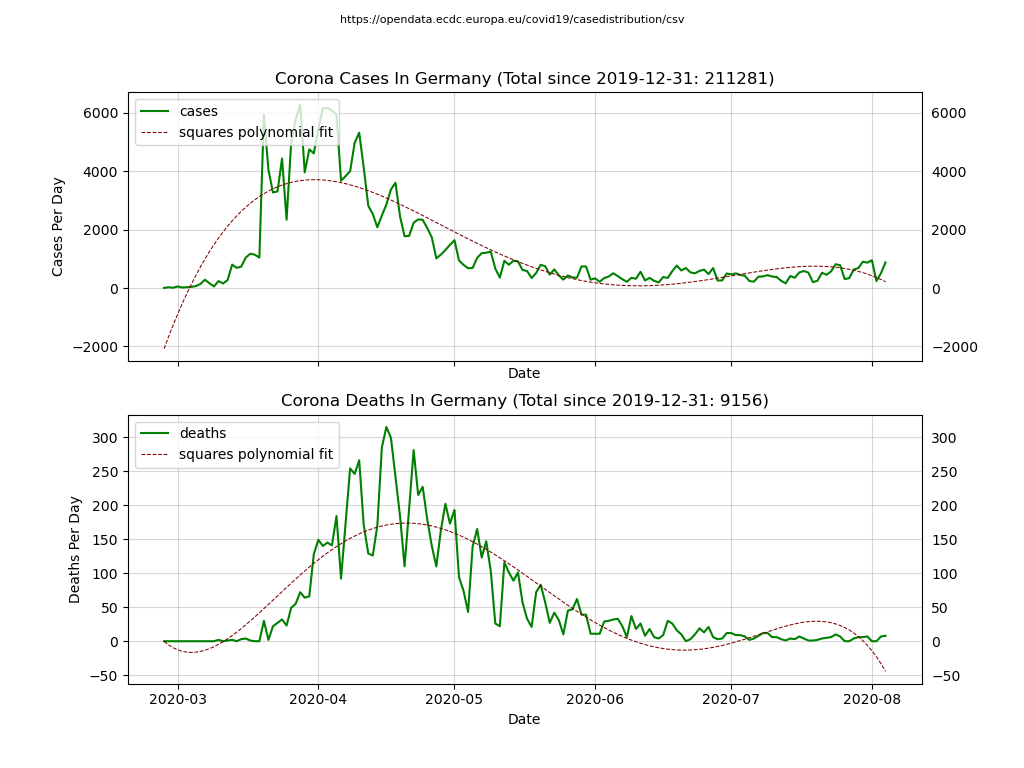 https://opendata.ecdc.europa.eu/covid19/casedistribution/csv
Corona Cases In Germany (Total since 2019-12-31: 211281)
cases
squares polynomial fit
6000 6000
4000 4000
2000 2000
0 0
−2000 −2000
Cases Per Day
Date
Corona Deaths In Germany (Total since 2019-12-31: 9156)
deaths
squares polynomial fit
300 300
250 250
200 200
150 150
100 100
50 50
0 0
−50 −50
Deaths Per Day
2020-03 2020-04 2020-05 2020-06 2020-07 2020-08
Date